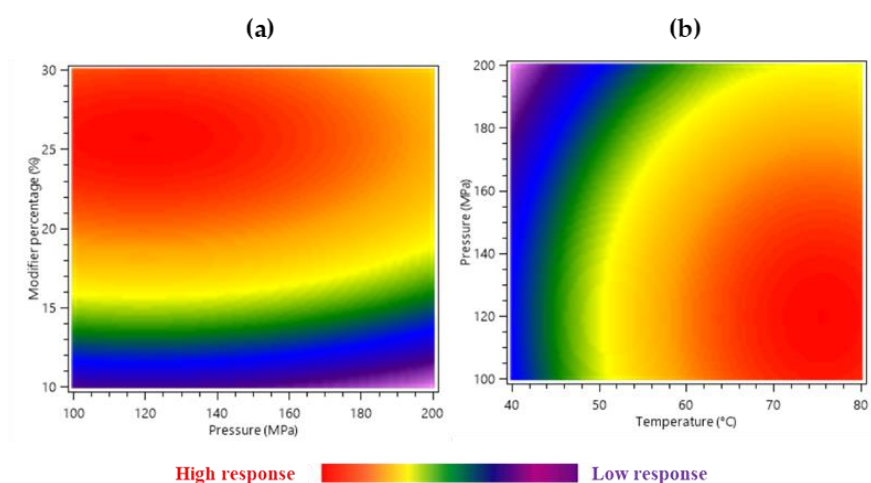 (a)
(b)
Modifier percentage (%)
30
25
20
15
10
100
120
140
160
180
200
Pressure (MPa)
Pressure (MPa)
200
180
160
140
120
100
40
50
60
70
80
Temperature (°C)
High response
Low response